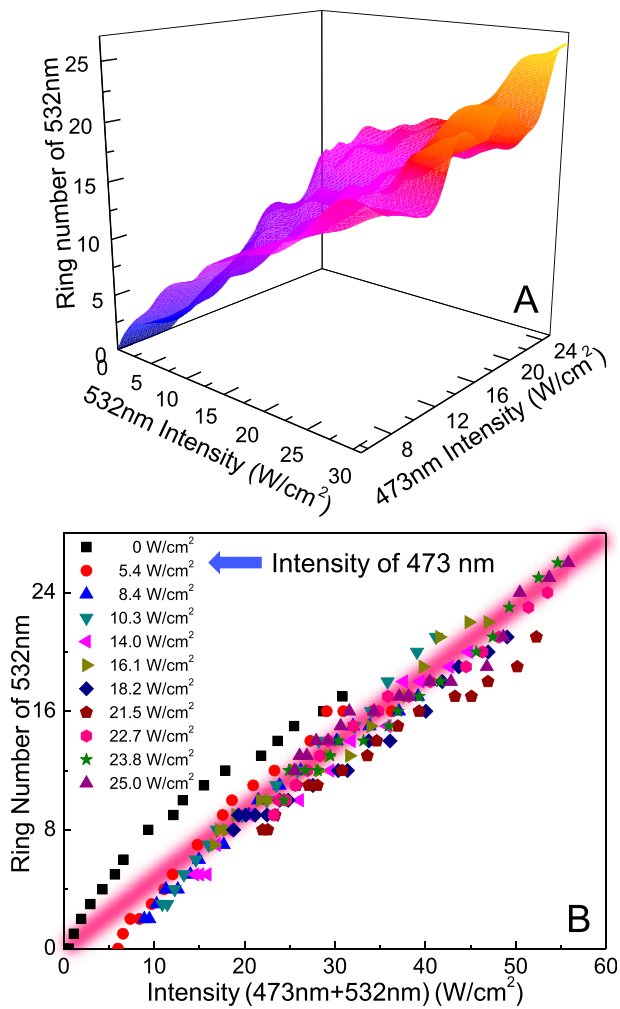 Ring number of 532nm
25
20
15
10
5
0
0
5
10
15
20
25
30
532nm Intensity (W/cm²)
8
12
16
20
24
473nm Intensity (W/cm²)
A
Ring Number of 532nm
24
16
8
0
0 W/cm²
5.4 W/cm²
8.4 W/cm²
10.3 W/cm²
14.0 W/cm²
16.1 W/cm²
18.2 W/cm²
21.5 W/cm²
22.7 W/cm²
23.8 W/cm²
25.0 W/cm²
Intensity of 473 nm
B
0 10 20 30 40 50 60
Intensity (473nm+532nm) (W/cm²)